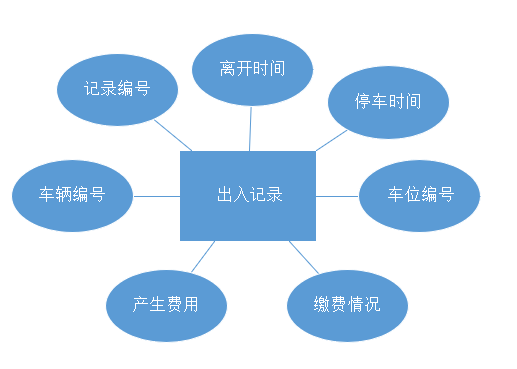 离开时间
记录编号
停车时间
车辆编号
出入记录
车位编号
产生费用
缴费情况